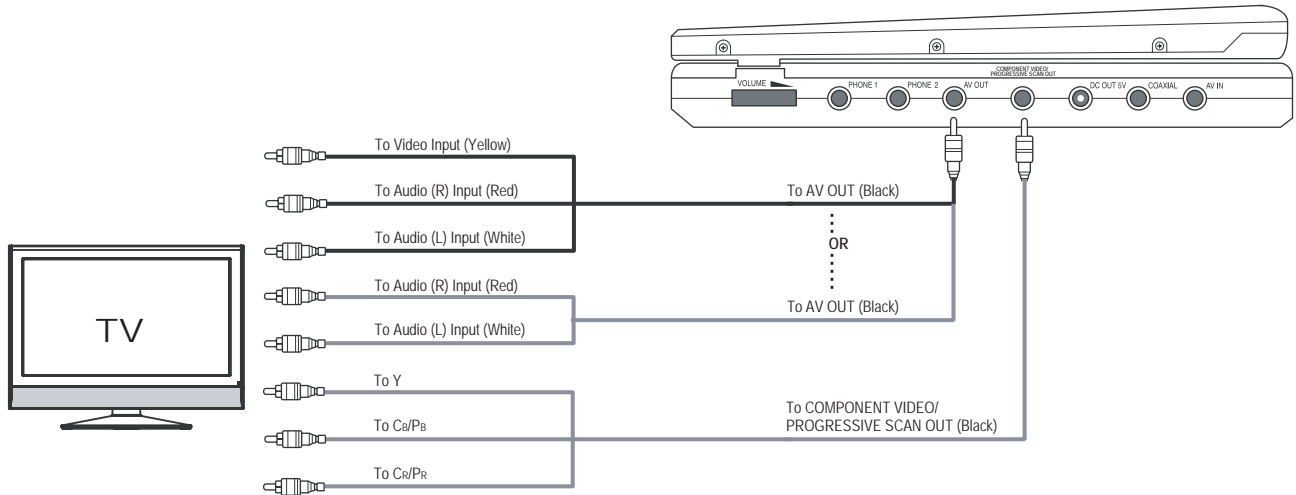 COMPONENT VIDEO/
PROGRESSIVE SCAN OUT
VOLUME PHONE 1 PHONE 2 AV OUT DC OUT 5V COAXIAL AV IN
To Video Input (Yellow)
To Audio (R) Input (Red)
To AV OUT (Black)
To Audio (L) Input (White)
OR
To Audio (R) Input (Red)
To AV OUT (Black)
TV
To Audio (L) Input (White)
To Y
To COMPONENT VIDEO/
PROGRESSIVE SCAN OUT (Black)
To CB/PB
To CR/PR